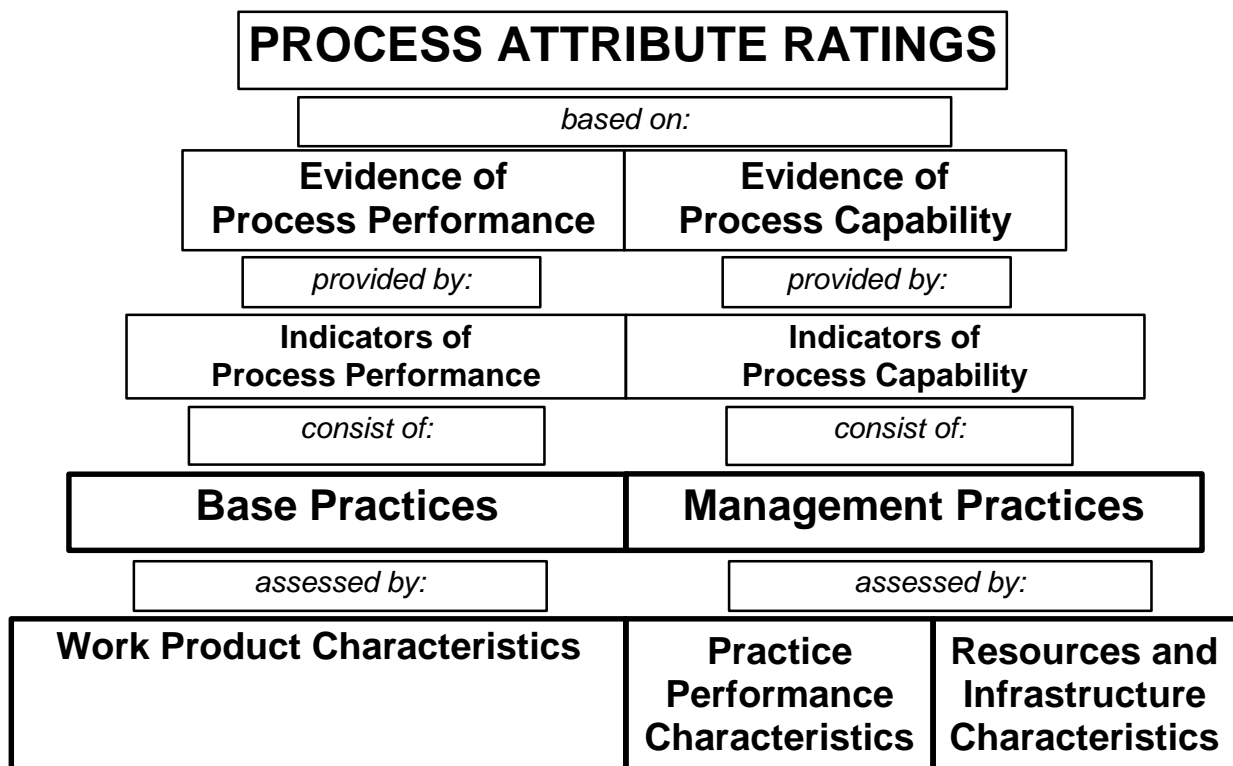 PROCESS ATTRIBUTE RATINGS
based on:
Evidence of
Process Performance
Evidence of
Process Capability
provided by:
provided by:
Indicators of
Process Performance
Indicators of
Process Capability
consist of:
consist of:
Base Practices
Management Practices
assessed by:
assessed by:
Work Product Characteristics
Practice
Performance
Characteristics
Resources and
Infrastructure
Characteristics